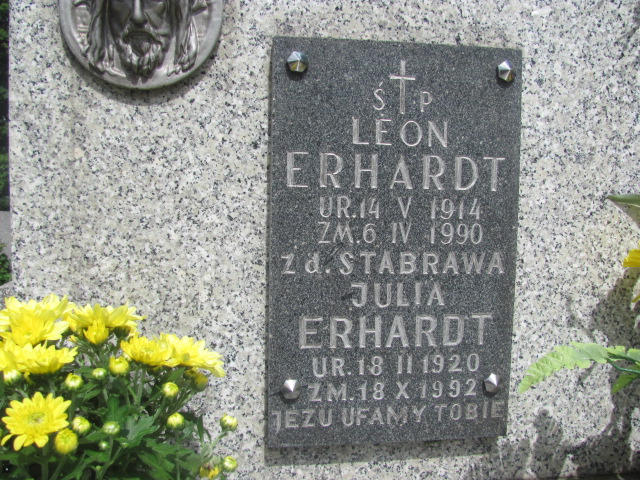 Ś P
LEON
ERHARDT
UR.14 V 1914
ZM.6 IV 1990
Z d. STABRAWA
JULIA
ERHARDT
UR. 18 II 1920
ZM. 18 X 1992
JEZU UFAMY TOBIE